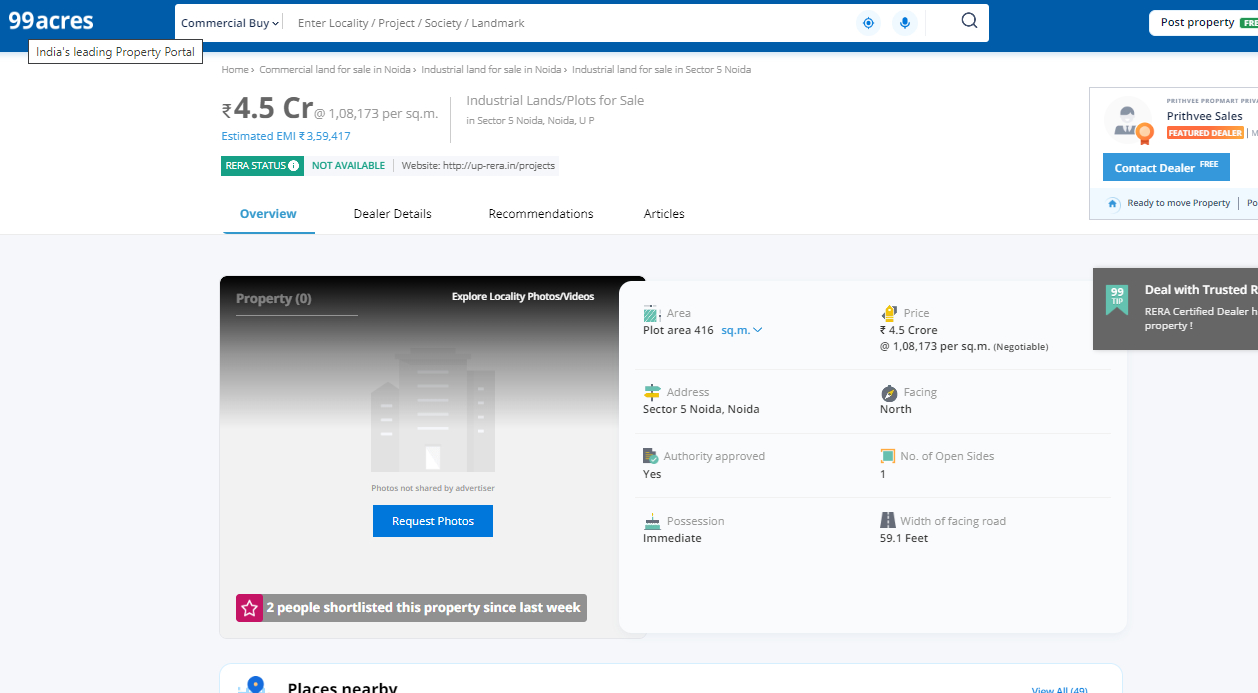 99acres
Commercial Buy
Enter Locality / Project / Society / Landmark
Post property FREE
India's leading Property Portal
Home › Commercial land for sale in Noida › Industrial land for sale in Noida › Industrial land for sale in Sector 5 Noida
₹4.5 Cr @ 1,08,173 per sq.m.
Estimated EMI ₹3,59,417
Industrial Lands/Plots for Sale
in Sector 5 Noida, Noida, U P
RERA STATUS NOT AVAILABLE Website: http://up-rera.in/projects
PRITHVEE PROPMART PRIVA
Prithvee Sales
FEATURED DEALER | M
Contact Dealer FREE
Ready to move Property | Po
Overview
Dealer Details
Recommendations
Articles
Property (0)
Explore Locality Photos/Videos
Photos not shared by advertiser
Request Photos
2 people shortlisted this property since last week
Area
Plot area 416 sq.m.
Price
₹ 4.5 Crore
@ 1,08,173 per sq.m. (Negotiable)
Address
Sector 5 Noida, Noida
Facing
North
Authority approved
Yes
No. of Open Sides
1
Possession
Immediate
Width of facing road
59.1 Feet
99
TIP
Deal with Trusted R
RERA Certified Dealer h
property !
Places nearby
View All (49)